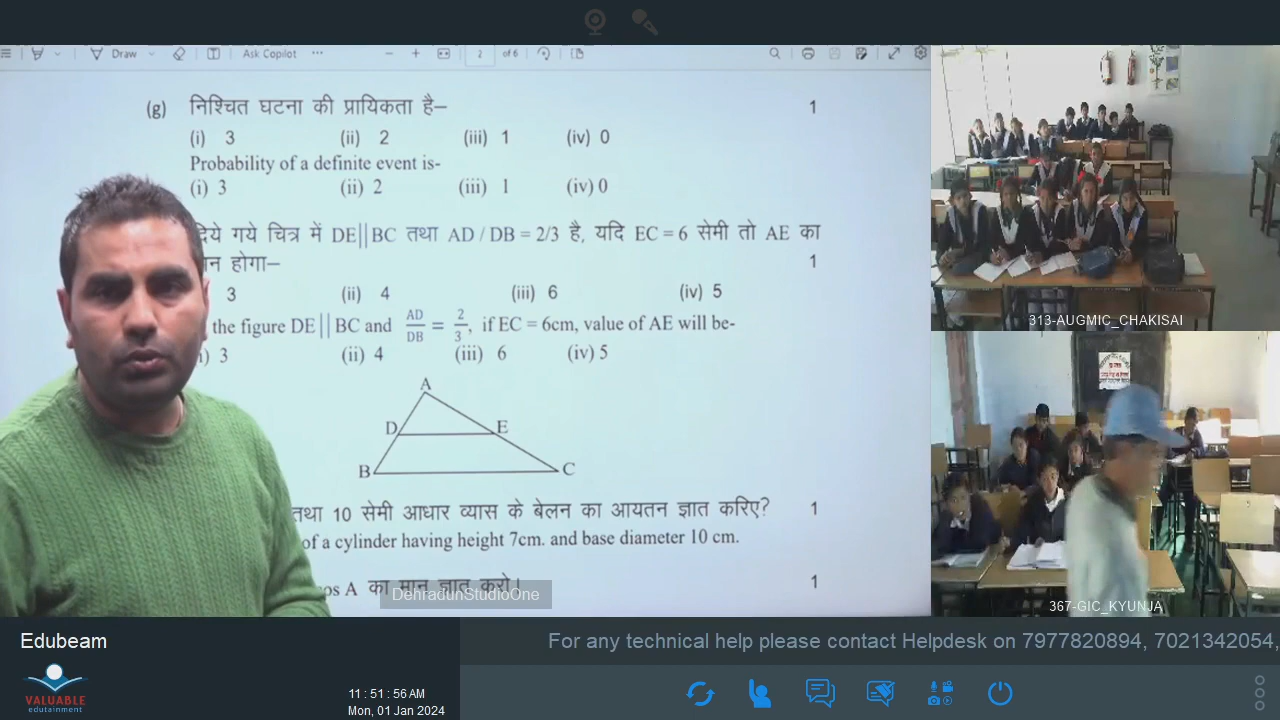 Draw
Ask Copilot
2
of 6
(g) निश्चित घटना की प्रायिकता है– 1
(i) 3 (ii) 2 (iii) 1 (iv) 0
Probability of a definite event is-
(i) 3 (ii) 2 (iii) 1 (iv) 0
दिये गये चित्र में DE||BC तथा AD / DB = 2/3 है, यदि EC = 6 सेमी तो AE का
होगा– 1
3 (ii) 4 (iii) 6 (iv) 5
the figure DE||BC and AD/DB = 2/3, if EC = 6cm, value of AE will be-
3 (ii) 4 (iii) 6 (iv) 5
A
D E
B C
तथा 10 सेमी आधार व्यास के बेलन का आयतन ज्ञात करिए? 1
of a cylinder having height 7cm. and base diameter 10 cm.
os A का मान ज्ञात करो। 1
DehradunStudioOne
313-AUGMIC_CHAKISAI
367-GIC_KYUNJA
Edubeam
For any technical help please contact Helpdesk on 7977820894, 7021342054,
VALUABLE
edutainment
11 : 51 : 56 AM
Mon, 01 Jan 2024